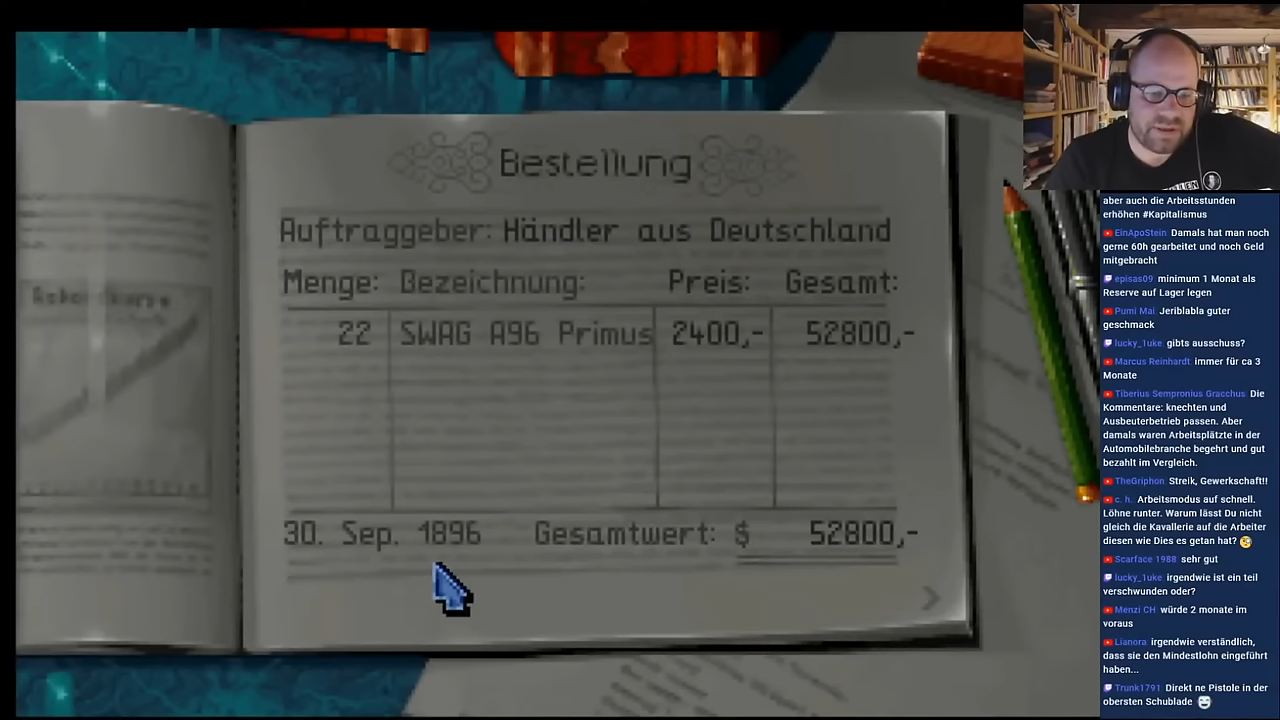 Bestellung
Auftraggeber: Händler aus Deutschland
Menge: Bezeichnung: Preis: Gesamt:
22 SWAG A96 Primus 2400,- 52800,-
30. Sep. 1896 Gesamtwert: $ 52800,-
aber auch die Arbeitsstunden
erhöhen #Kapitalismus
EinApoStein Damals hat man noch
gerne 60h gearbeitet und noch Geld
mitgebracht
episas09 minimum 1 Monat als
Reserve auf Lager legen
Pumi Mai Jeriblabla guter
geschmack
lucky_1uke gibts ausschuss?
Marcus Reinhardt immer für ca 3
Monate
Tiberius Sempronius Gracchus Die
Kommentare: knechten und
Ausbeuterbetrieb passen. Aber
damals waren Arbeitsplätze in der
Automobilebranche begehrt und gut
bezahlt im Vergleich.
TheGriphon Streik, Gewerkschaft!!
c. h. Arbeitsmodus auf schnell.
Löhne runter. Warum lässt Du nicht
gleich die Kavallerie auf die Arbeiter
diesen wie Dies es getan hat?
Scarface 1988 sehr gut
lucky_1uke irgendwie ist ein teil
verschwunden oder?
Menzi CH würde 2 monate im
voraus
Lianora irgendwie verständlich,
dass sie den Mindestlohn eingeführt
haben...
Trunk1791 Direkt ne Pistole in der
obersten Schublade